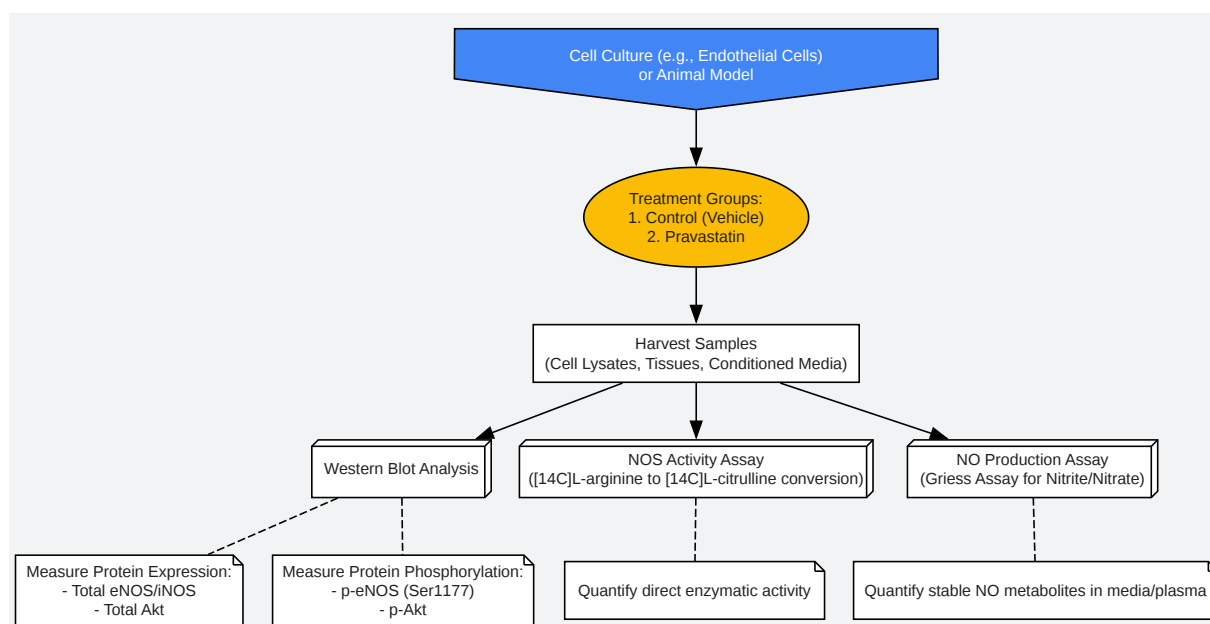 Cell Culture (e.g., Endothelial Cells)
or Animal Model
Treatment Groups:
1. Control (Vehicle)
2. Pravastatin
Harvest Samples
(Cell Lysates, Tissues, Conditioned Media)
Western Blot Analysis
NOS Activity Assay
([14C]L-arginine to [14C]L-citrulline conversion)
NO Production Assay
(Griess Assay for Nitrite/Nitrate)
Measure Protein Expression:
- Total eNOS/iNOS
- Total Akt
Measure Protein Phosphorylation:
- p-eNOS (Ser1177)
- p-Akt
Quantify direct enzymatic activity
Quantify stable NO metabolites in media/plasma